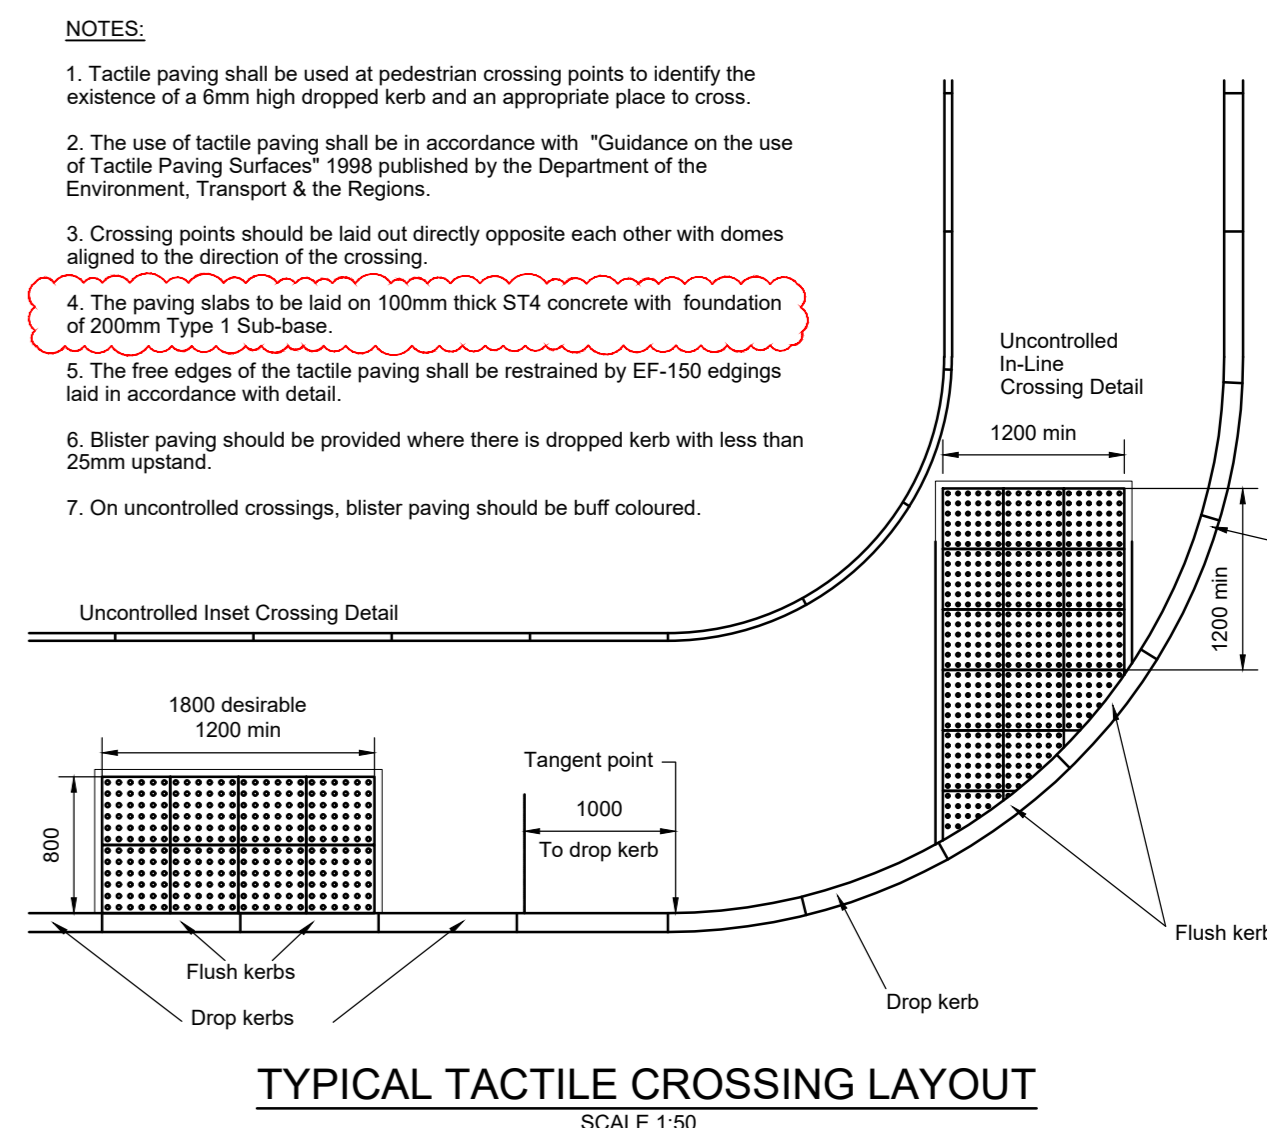 NOTES:
1. Tactile paving shall be used at pedestrian crossing points to identify the
existence of a 6mm high dropped kerb and an appropriate place to cross.
2. The use of tactile paving shall be in accordance with "Guidance on the use
of Tactile Paving Surfaces" 1998 published by the Department of the
Environment, Transport & the Regions.
3. Crossing points should be laid out directly opposite each other with domes
aligned to the direction of the crossing.
4. The paving slabs to be laid on 100mm thick ST4 concrete with foundation
of 200mm Type 1 Sub-base.
5. The free edges of the tactile paving shall be restrained by EF-150 edgings
laid in accordance with detail.
6. Blister paving should be provided where there is dropped kerb with less than
25mm upstand.
7. On uncontrolled crossings, blister paving should be buff coloured.
Uncontrolled
In-Line
Crossing Detail
1200 min
1200 min
Uncontrolled Inset Crossing Detail
1800 desirable
1200 min
800
Tangent point
1000
To drop kerb
Flush kerbs
Drop kerbs
Drop kerb
Flush kerb
TYPICAL TACTILE CROSSING LAYOUT
SCALE 1:50